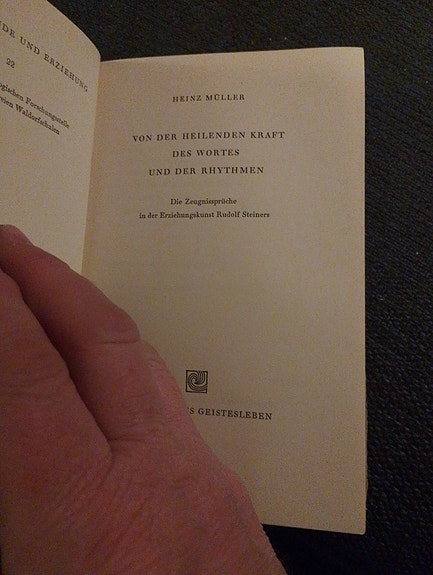 UND ERZIEHUNG
22
Forschungsstelle
Waldorfschulen
HEINZ MÜLLER
VON DER HEILENDEN KRAFT
DES WORTES
UND DER RHYTHMEN
Die Zeugnissprüche
in der Erziehungskunst Rudolf Steiners
GEISTESLEBEN